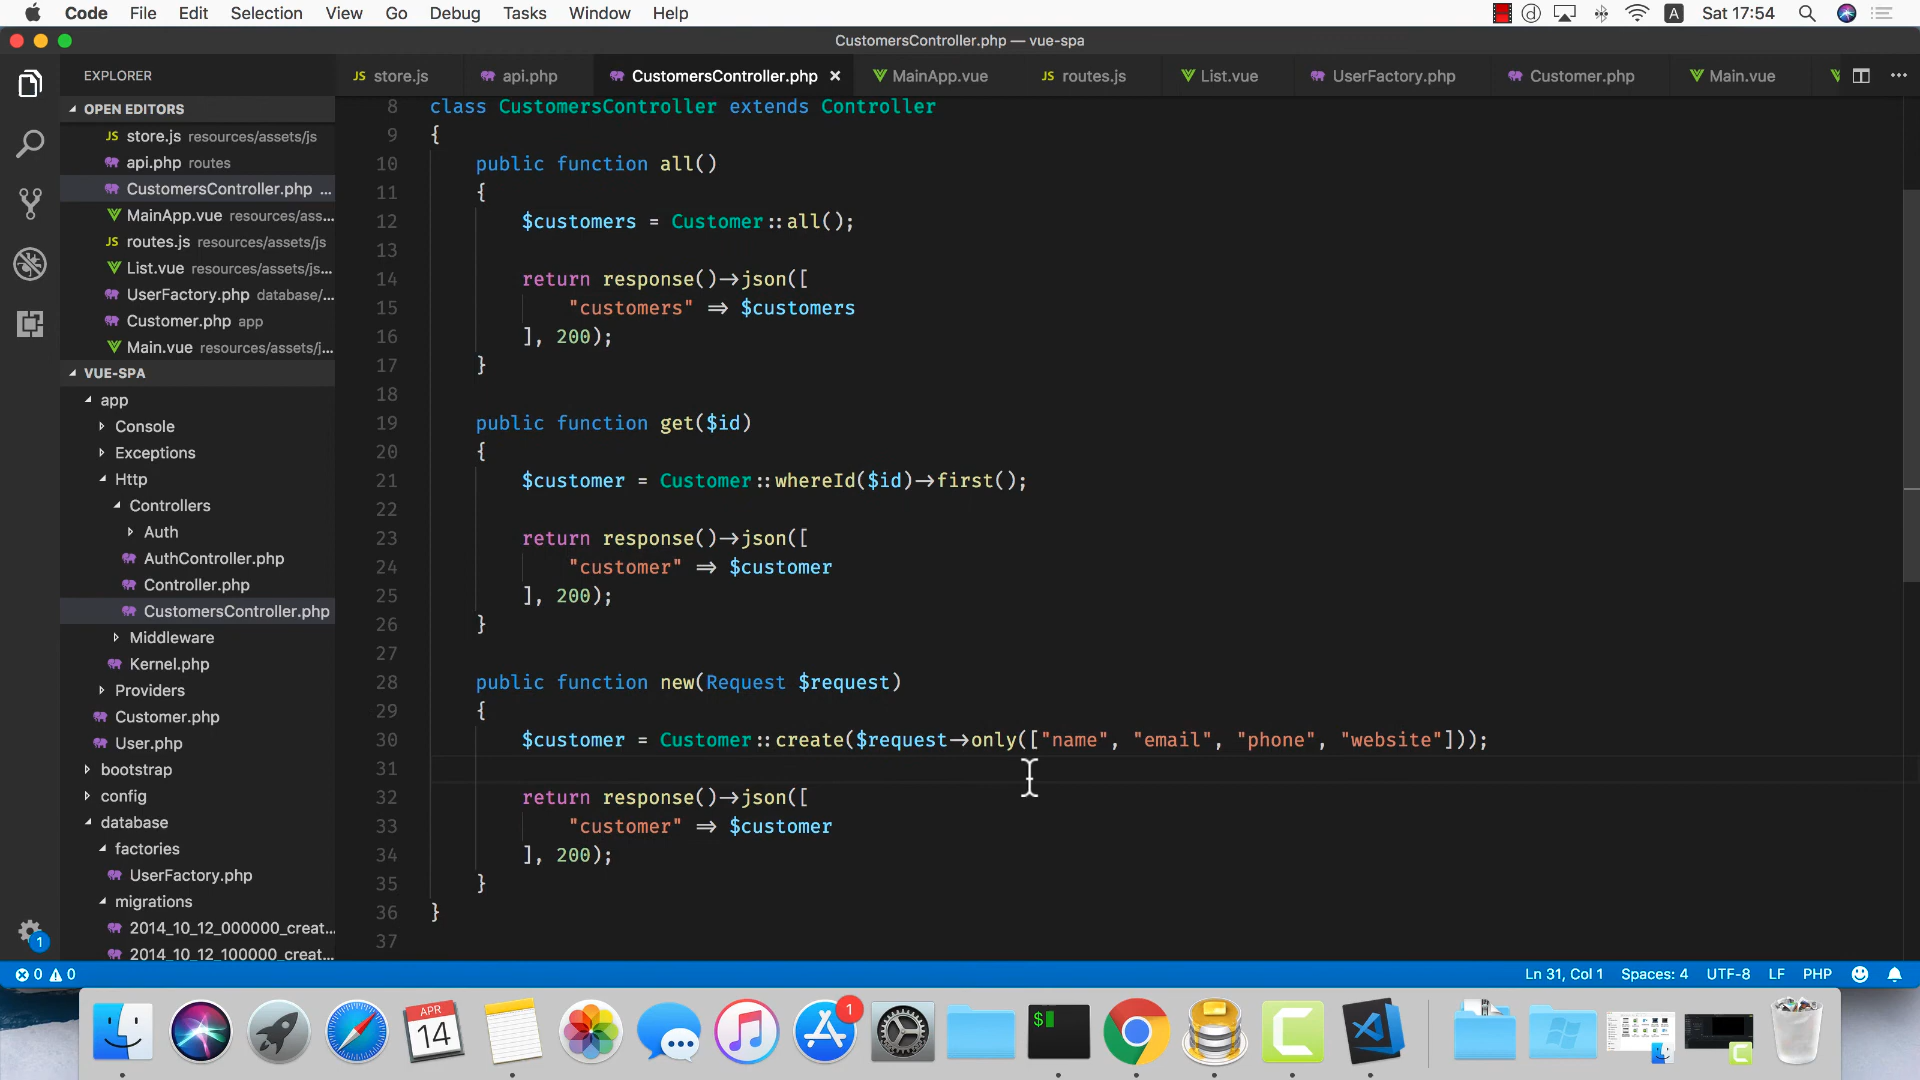 Code File Edit Selection View Go Debug Tasks Window Help
A Sat 17:54
CustomersController.php — vue-spa
EXPLORER
JS store.js api.php CustomersController.php × MainApp.vue JS routes.js List.vue UserFactory.php Customer.php Main.vue
OPEN EDITORS
JS store.js resources/assets/js
api.php routes
CustomersController.php ...
MainApp.vue resources/ass...
JS routes.js resources/assets/js
List.vue resources/assets/js...
UserFactory.php database/...
Customer.php app
Main.vue resources/assets/j...
VUE-SPA
app
Console
Exceptions
Http
Controllers
Auth
AuthController.php
Controller.php
CustomersController.php
Middleware
Kernel.php
Providers
Customer.php
User.php
bootstrap
config
database
factories
UserFactory.php
migrations
2014_10_12_000000_creat...
2014_10_12_100000_creat...
8 class CustomersController extends Controller
9 {
10 public function all()
11 {
12 $customers = Customer::all();
13
14 return response()->json([
15 "customers" => $customers
16 ], 200);
17 }
18
19 public function get($id)
20 {
21 $customer = Customer::whereId($id)->first();
22
23 return response()->json([
24 "customer" => $customer
25 ], 200);
26 }
27
28 public function new(Request $request)
29 {
30 $customer = Customer::create($request->only(["name", "email", "phone", "website"]));
31
32 return response()->json([
33 "customer" => $customer
34 ], 200);
35 }
36 }
37
1
0 0 Ln 31, Col 1 Spaces: 4 UTF-8 LF PHP
APR
14
1
$
C